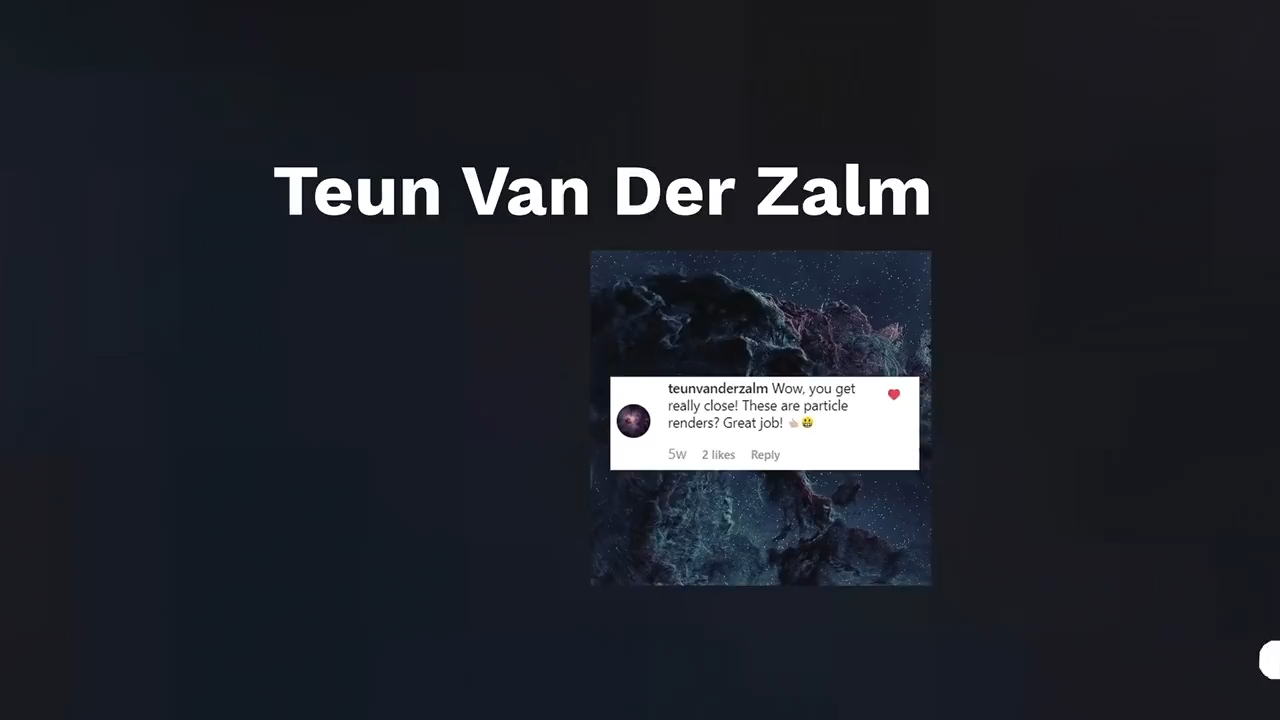 Teun Van Der Zalm
teunvanderzalm Wow, you get
really close! These are particle
renders? Great job! 👆🏻😀
5w 2 likes Reply